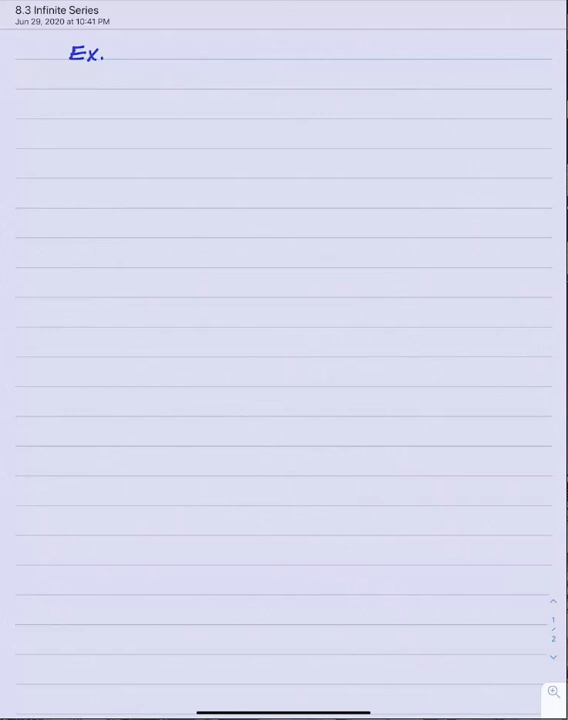 8.3 Infinite Series
Jun 29, 2020 at 10:41 PM
Ex.
1
/
2